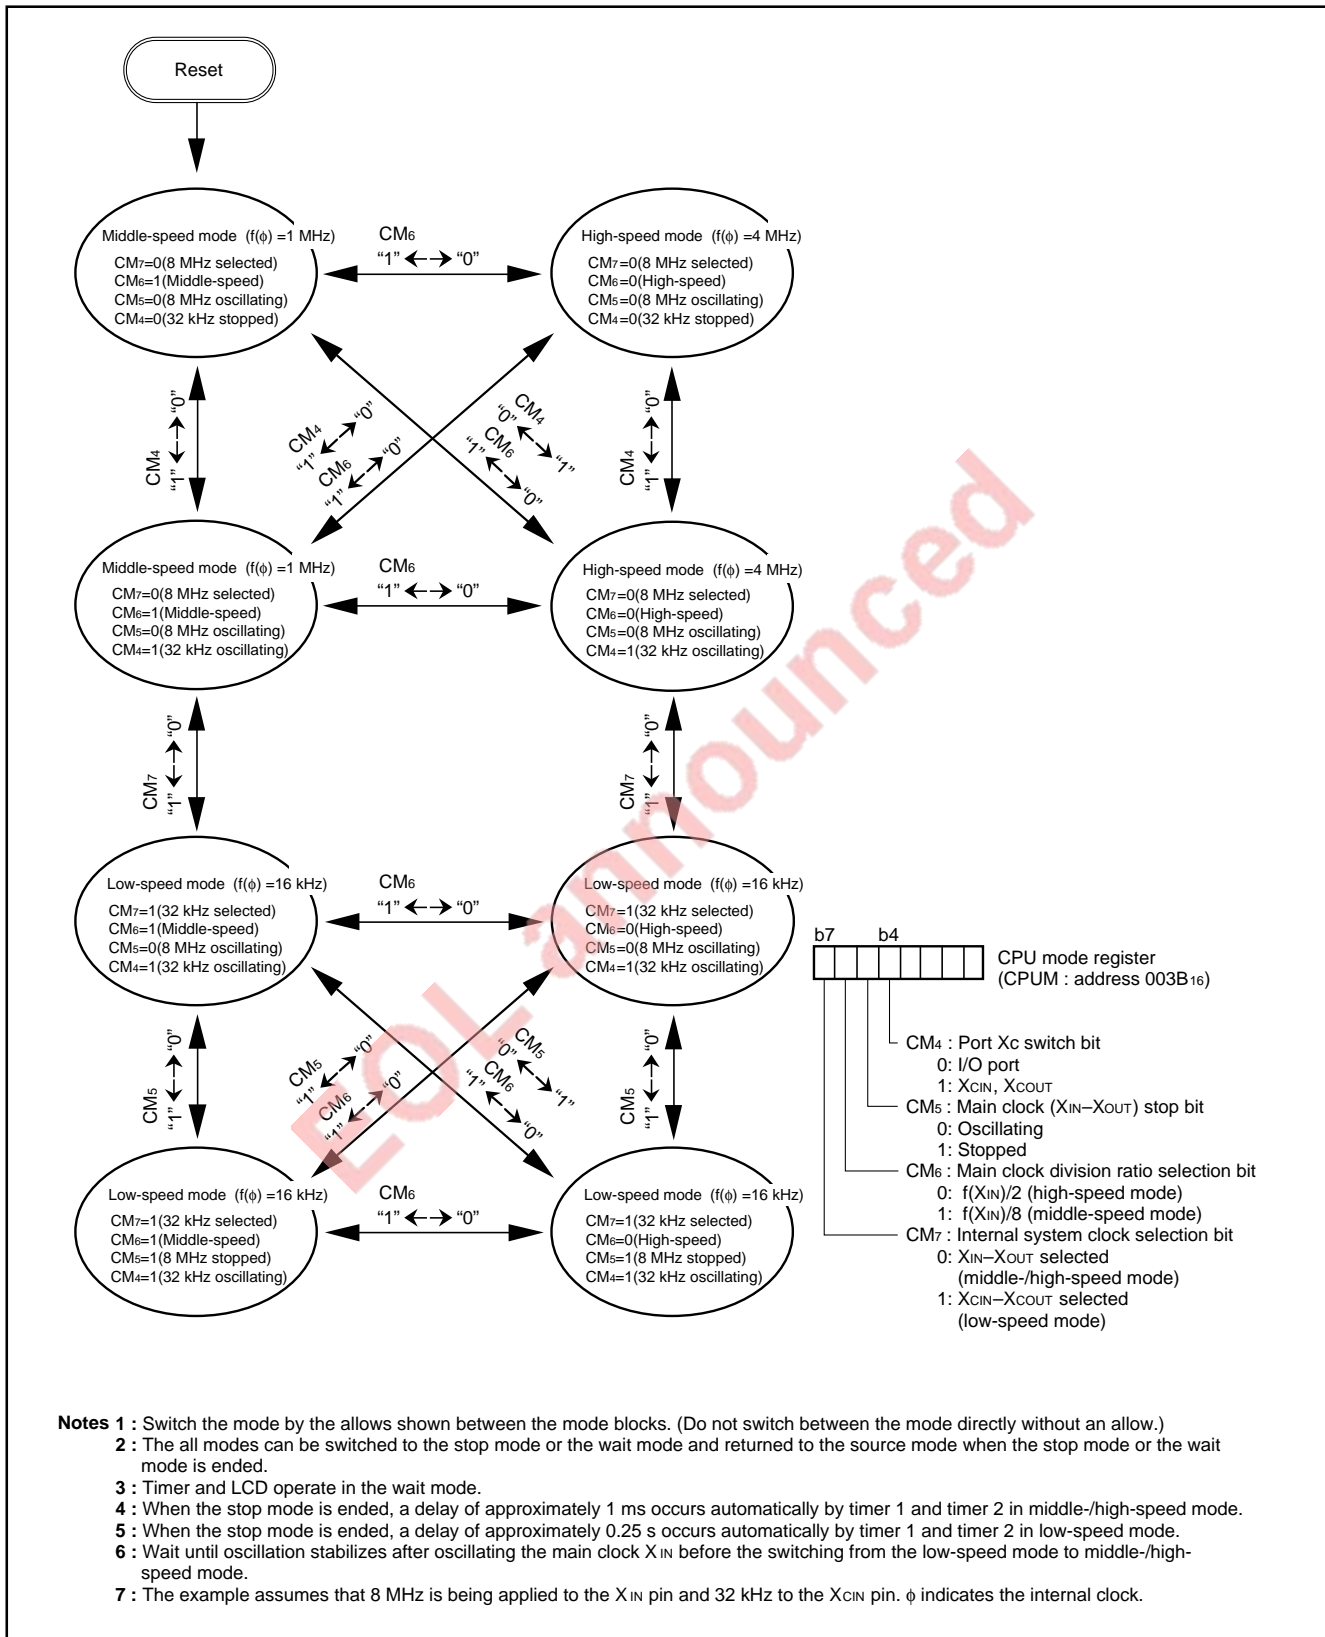 Reset
Middle-speed mode (f(ϕ) =1 MHz)
CM7=0(8 MHz selected)
CM6=1(Middle-speed)
CM5=0(8 MHz oscillating)
CM4=0(32 kHz stopped)
CM6
“1” ←→ “0”
High-speed mode (f(ϕ) =4 MHz)
CM7=0(8 MHz selected)
CM6=0(High-speed)
CM5=0(8 MHz oscillating)
CM4=0(32 kHz stopped)
CM4
“1” ←→ “0”
CM4
“1” ←→ “0”
CM6
“1” ←→ “0”
CM4
“0” ←→ “1”
CM6
“1” ←→ “0”
CM4
“1” ←→ “0”
Middle-speed mode (f(ϕ) =1 MHz)
CM7=0(8 MHz selected)
CM6=1(Middle-speed)
CM5=0(8 MHz oscillating)
CM4=1(32 kHz oscillating)
CM6
“1” ←→ “0”
High-speed mode (f(ϕ) =4 MHz)
CM7=0(8 MHz selected)
CM6=0(High-speed)
CM5=0(8 MHz oscillating)
CM4=1(32 kHz oscillating)
CM7
“1” ←→ “0”
CM7
“1” ←→ “0”
Low-speed mode (f(ϕ) =16 kHz)
CM7=1(32 kHz selected)
CM6=1(Middle-speed)
CM5=0(8 MHz oscillating)
CM4=1(32 kHz oscillating)
CM6
“1” ←→ “0”
Low-speed mode (f(ϕ) =16 kHz)
CM7=1(32 kHz selected)
CM6=0(High-speed)
CM5=0(8 MHz oscillating)
CM4=1(32 kHz oscillating)
CM5
“1” ←→ “0”
CM5
“1” ←→ “0”
CM6
“1” ←→ “0”
CM5
“0” ←→ “1”
CM6
“1” ←→ “0”
CM5
“1” ←→ “0”
Low-speed mode (f(ϕ) =16 kHz)
CM7=1(32 kHz selected)
CM6=1(Middle-speed)
CM5=1(8 MHz stopped)
CM4=1(32 kHz oscillating)
CM6
“1” ←→ “0”
Low-speed mode (f(ϕ) =16 kHz)
CM7=1(32 kHz selected)
CM6=0(High-speed)
CM5=1(8 MHz stopped)
CM4=1(32 kHz oscillating)
b7 b4
CPU mode register
(CPUM : address 003B16)
CM4 : Port Xc switch bit
0: I/O port
1: XCIN, XCOUT
CM5 : Main clock (XIN–XOUT) stop bit
0: Oscillating
1: Stopped
CM6 : Main clock division ratio selection bit
0: f(XIN)/2 (high-speed mode)
1: f(XIN)/8 (middle-speed mode)
CM7 : Internal system clock selection bit
0: XIN–XOUT selected
(middle-/high-speed mode)
1: XCIN–XCOUT selected
(low-speed mode)
EOL announced
Notes 1 : Switch the mode by the allows shown between the mode blocks. (Do not switch between the mode directly without an allow.)
2 : The all modes can be switched to the stop mode or the wait mode and returned to the source mode when the stop mode or the wait
mode is ended.
3 : Timer and LCD operate in the wait mode.
4 : When the stop mode is ended, a delay of approximately 1 ms occurs automatically by timer 1 and timer 2 in middle-/high-speed mode.
5 : When the stop mode is ended, a delay of approximately 0.25 s occurs automatically by timer 1 and timer 2 in low-speed mode.
6 : Wait until oscillation stabilizes after oscillating the main clock XIN before the switching from the low-speed mode to middle-/high-
speed mode.
7 : The example assumes that 8 MHz is being applied to the XIN pin and 32 kHz to the XCIN pin. ϕ indicates the internal clock.